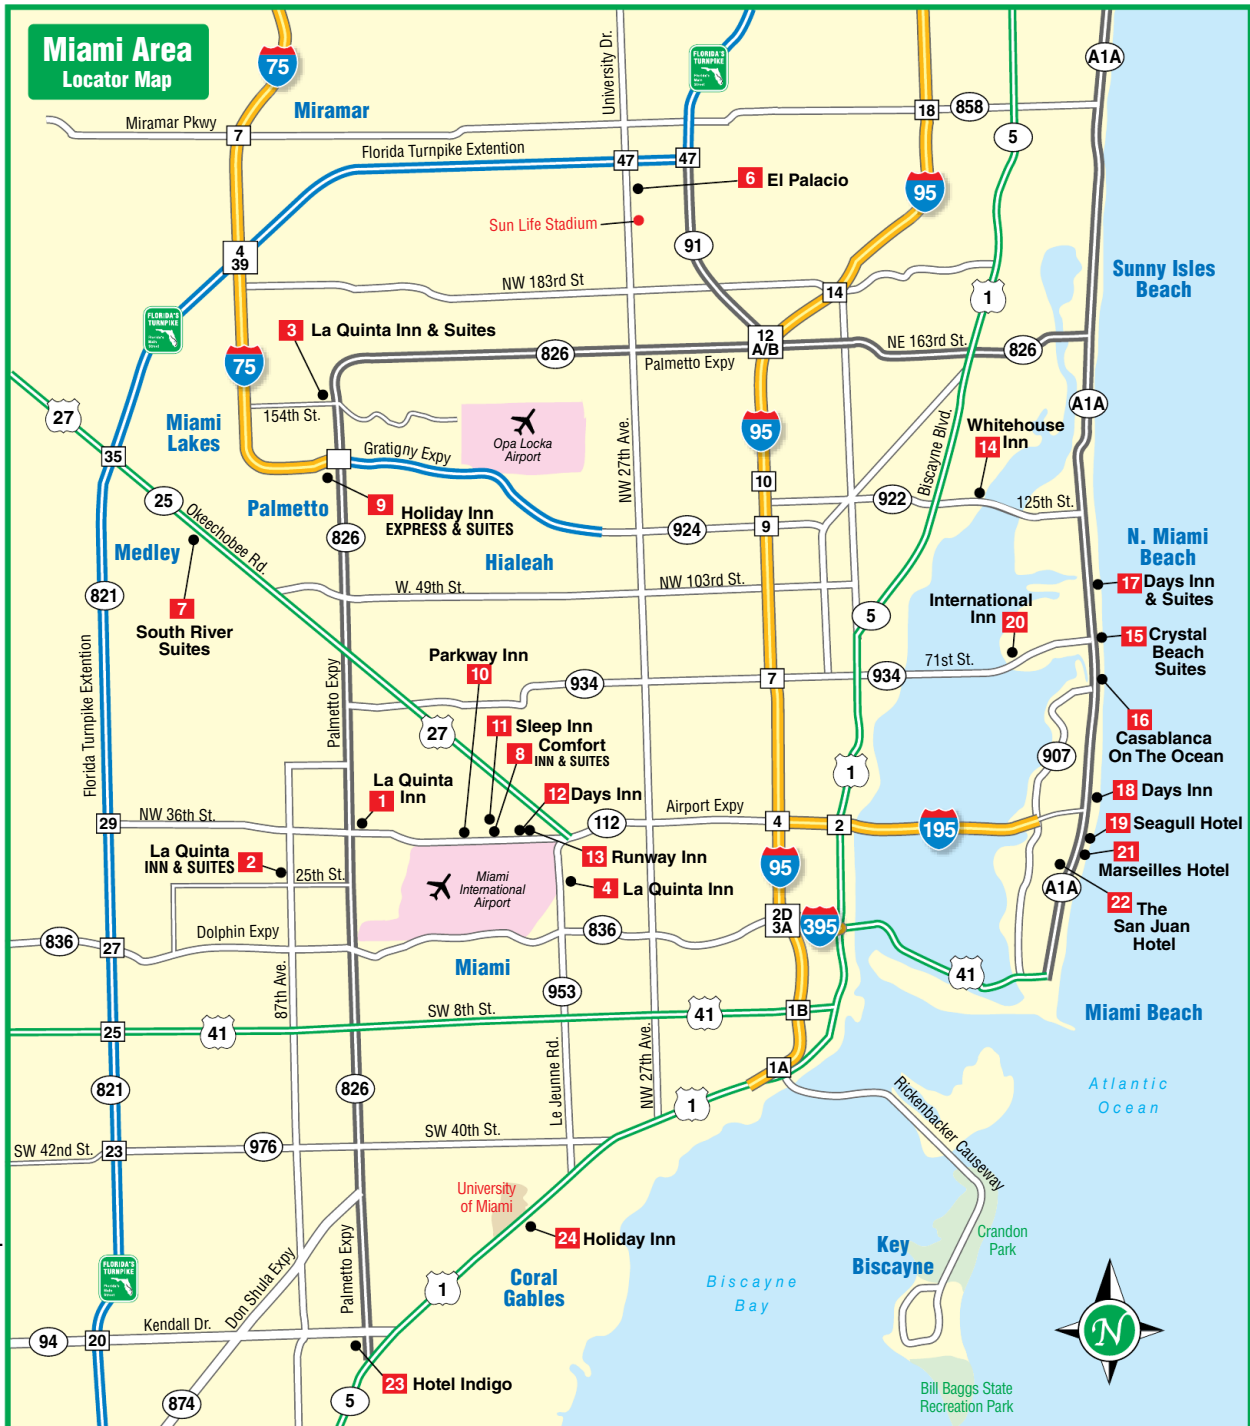 Miami Area
Locator Map
75
Miramar
Miramar Pkwy
7
University Dr.
FLORIDA'S
TURNPIKE
18
858
A1A
5
Florida Turnpike Extention
47
47
6 El Palacio
95
Sun Life Stadium
91
4
39
NW 183rd St
14
1
Sunny Isles
Beach
FLORIDA'S
TURNPIKE
3 La Quinta Inn & Suites
12
A/B
826
Palmetto Expy
NE 163rd St.
826
75
27
154th St.
Miami
Lakes
Opa Locka
Airport
NW 27th Ave.
95
Biscayne Blvd.
A1A
Whitehouse
14 Inn
35
Gratigny Expy
10
25
Okeechobee Rd.
Palmetto
9 Holiday Inn
EXPRESS & SUITES
922
125th St.
826
924
9
Medley
Hialeah
N. Miami
Beach
821
W. 49th St.
NW 103rd St.
17 Days Inn
& Suites
7
South River
Suites
5
International
Inn 20
15 Crystal
Beach
Suites
Florida Turnpike Extention
Palmetto Expy
Parkway Inn
10
934
7
934
71st St.
27
11 Sleep Inn
8 Comfort
INN & SUITES
16
Casablanca
On The Ocean
907
1
La Quinta
1 Inn
12 Days Inn
18 Days Inn
29
NW 36th St.
112
Airport Expy
4
2
195
19 Seagull Hotel
La Quinta
INN & SUITES 2
25th St.
13 Runway Inn
95
21
Marseilles Hotel
Miami
International
Airport
4 La Quinta Inn
A1A
22 The
San Juan
Hotel
2D
3A
395
836
27
Dolphin Expy
836
Miami
41
87th Ave.
953
SW 8th St.
41
1B
Miami Beach
25
41
NW 27th Ave.
Le Jeune Rd.
1A
821
826
1
Rickenbacker Causeway
Atlantic
Ocean
SW 42nd St.
23
976
SW 40th St.
University
of Miami
24 Holiday Inn
Crandon
Park
Key
Biscayne
FLORIDA'S
TURNPIKE
Don Shula Expy
Palmetto Expy
1
Coral
Gables
Biscayne
Bay
N
94
20
Kendall Dr.
23 Hotel Indigo
874
5
Bill Baggs State
Recreation Park